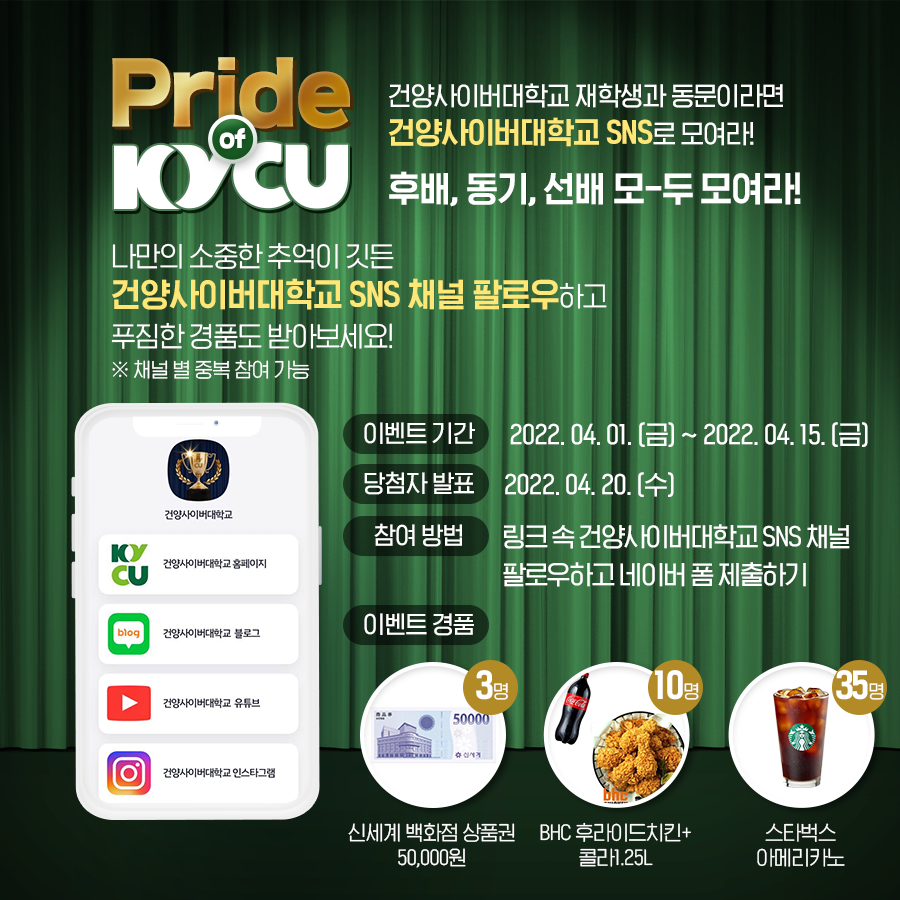 Pride
of
KYCU
건양사이버대학교 재학생과 동문이라면
건양사이버대학교 SNS로 모여라!
후배, 동기, 선배 모-두 모여라!
나만의 소중한 추억이 깃든
건양사이버대학교 SNS 채널 팔로우하고
푸짐한 경품도 받아보세요!
※ 채널 별 중복 참여 가능
건양사이버대학교
KY
CU
건양사이버대학교 홈페이지
blog
건양사이버대학교 블로그
건양사이버대학교 유튜브
건양사이버대학교 인스타그램
이벤트 기간
2022. 04. 01. (금) ~ 2022. 04. 15. (금)
당첨자 발표
2022. 04. 20. (수)
참여 방법
링크 속 건양사이버대학교 SNS 채널
팔로우하고 네이버 폼 제출하기
이벤트 경품
3명
商品券
50000
신세계
신세계 백화점 상품권
50,000원
10명
Coca-Cola
bhc
BHC 후라이드치킨+
콜라1.25L
35명
스타벅스
아메리카노